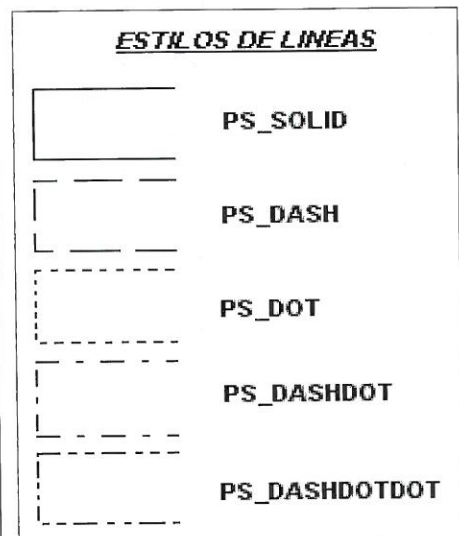 ESTILOS DE LINEAS
PS_SOLID
PS_DASH
PS_DOT
PS_DASHDOT
PS_DASHDOTDOT